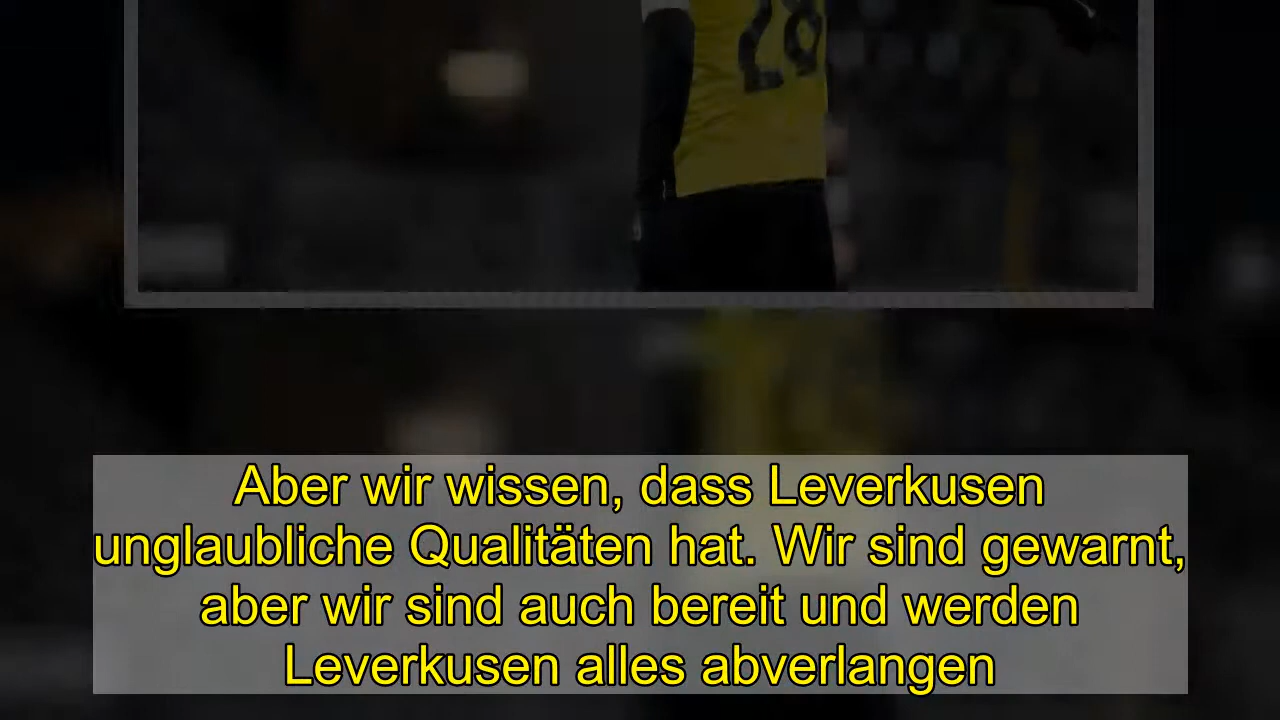 28
Aber wir wissen, dass Leverkusen
unglaubliche Qualitäten hat. Wir sind gewarnt,
aber wir sind auch bereit und werden
Leverkusen alles abverlangen